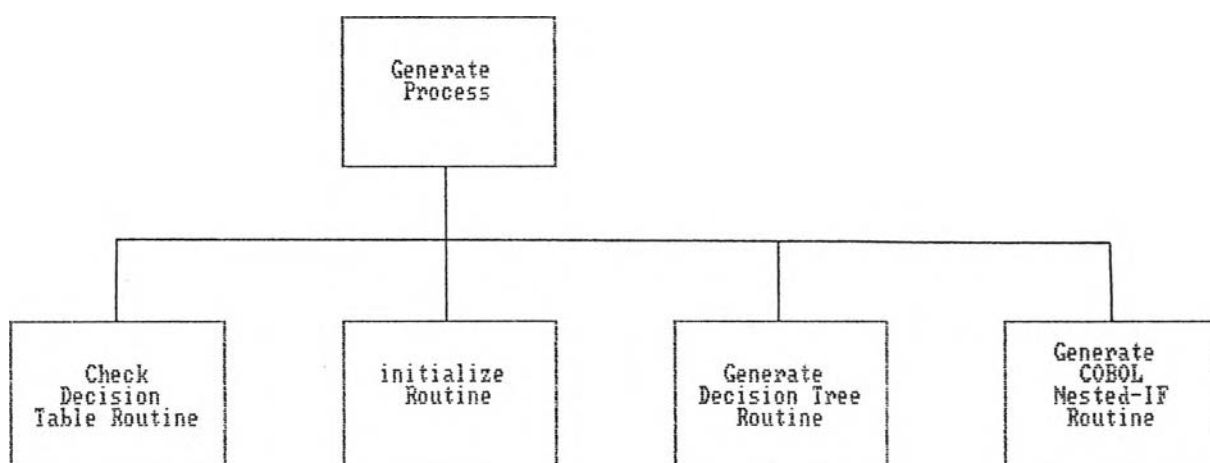 Generate
Process
Check
Decision
Table Routine
initialize
Routine
Generate
Decision Tree
Routine
Generate
COBOL
Nested-IF
Routine